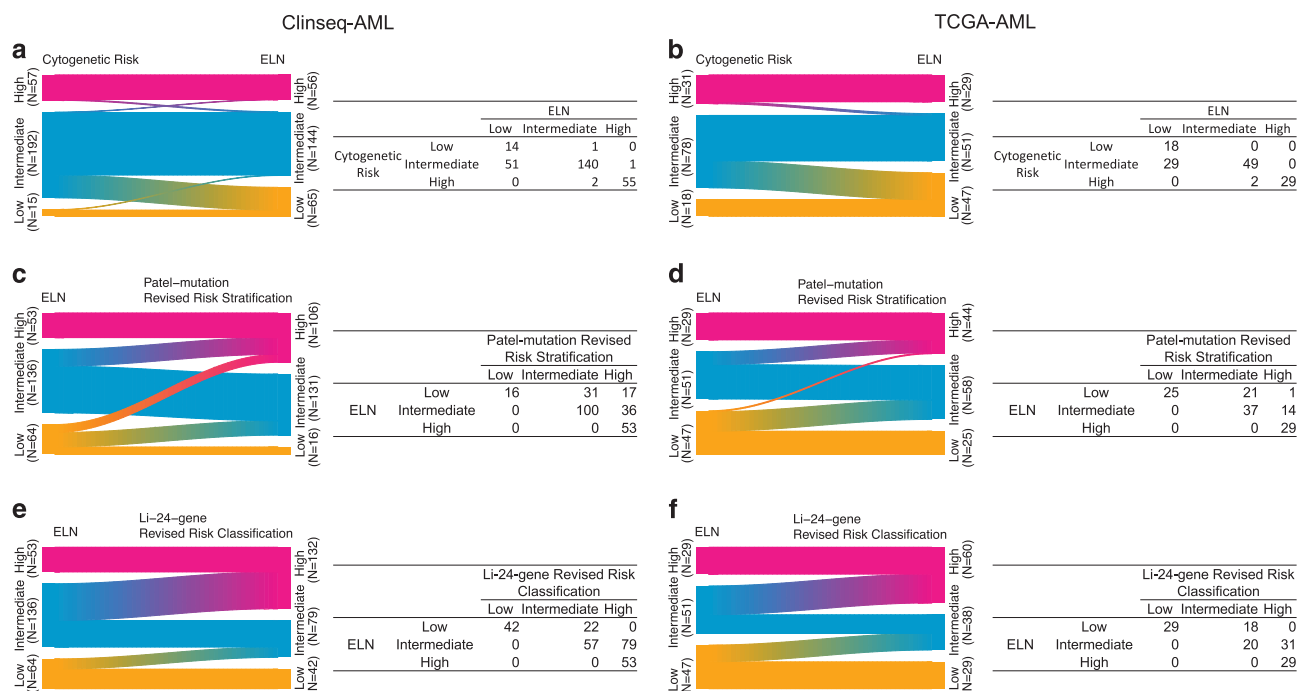 Clinseq-AML
TCGA-AML
a
Cytogenetic Risk
ELN
High
(N=57)
Intermediate
(N=192)
Low
(N=15)
High
(N=56)
Intermediate
(N=144)
Low
(N=65)
ELN
Low Intermediate High
Cytogenetic
Risk
Low 14 1 0
Intermediate 51 140 1
High 0 2 55
b
Cytogenetic Risk
ELN
High
(N=31)
Intermediate
(N=78)
Low
(N=18)
High
(N=29)
Intermediate
(N=51)
Low
(N=47)
ELN
Low Intermediate High
Cytogenetic
Risk
Low 18 0 0
Intermediate 29 49 0
High 0 2 29
c
ELN
Patel-mutation
Revised Risk Stratification
High
(N=53)
Intermediate
(N=136)
Low
(N=64)
High
(N=106)
Intermediate
(N=131)
Low
(N=16)
Patel-mutation Revised
Risk Stratification
Low Intermediate High
Low 16 31 17
ELN Intermediate 0 100 36
High 0 0 53
d
ELN
Patel-mutation
Revised Risk Stratification
High
(N=29)
Intermediate
(N=51)
Low
(N=47)
High
(N=44)
Intermediate
(N=58)
Low
(N=25)
Patel-mutation Revised
Risk Stratification
Low Intermediate High
Low 25 21 1
ELN Intermediate 0 37 14
High 0 0 29
e
ELN
Li-24-gene
Revised Risk Classification
High
(N=53)
Intermediate
(N=136)
Low
(N=64)
High
(N=132)
Intermediate
(N=79)
Low
(N=42)
Li-24-gene Revised Risk
Classification
Low Intermediate High
Low 42 22 0
ELN Intermediate 0 57 79
High 0 0 53
f
ELN
Li-24-gene
Revised Risk Classification
High
(N=29)
Intermediate
(N=51)
Low
(N=47)
High
(N=60)
Intermediate
(N=38)
Low
(N=29)
Li-24-gene Revised Risk
Classification
Low Intermediate High
Low 29 18 0
ELN Intermediate 0 20 31
High 0 0 29